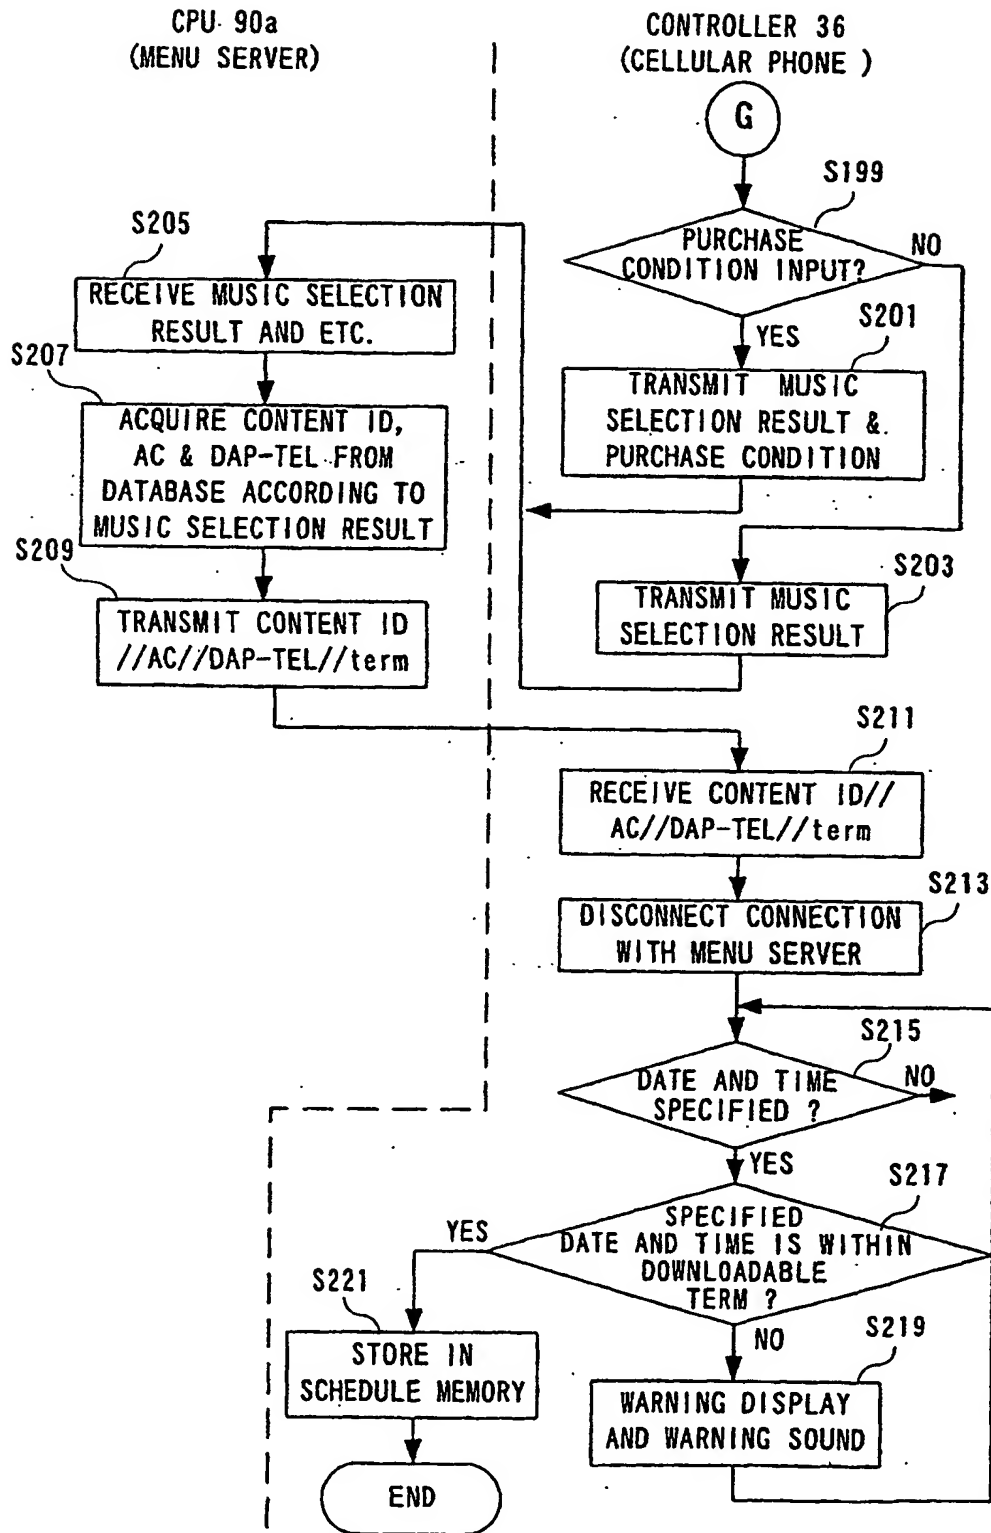 CPU 90a
(MENU SERVER)
CONTROLLER 36
(CELLULAR PHONE )
G
S199
PURCHASE
CONDITION INPUT?
NO
YES
S201
TRANSMIT MUSIC
SELECTION RESULT &
PURCHASE CONDITION
S203
TRANSMIT MUSIC
SELECTION RESULT
S205
RECEIVE MUSIC SELECTION
RESULT AND ETC.
S207
ACQUIRE CONTENT ID,
AC & DAP-TEL FROM
DATABASE ACCORDING TO
MUSIC SELECTION RESULT
S209
TRANSMIT CONTENT ID
//AC//DAP-TEL//term
S211
RECEIVE CONTENT ID//
AC//DAP-TEL//term
S213
DISCONNECT CONNECTION
WITH MENU SERVER
S215
DATE AND TIME
SPECIFIED ?
NO
YES
S217
SPECIFIED
DATE AND TIME IS WITHIN
DOWNLOADABLE
TERM ?
YES
NO
S219
WARNING DISPLAY
AND WARNING SOUND
S221
STORE IN
SCHEDULE MEMORY
END